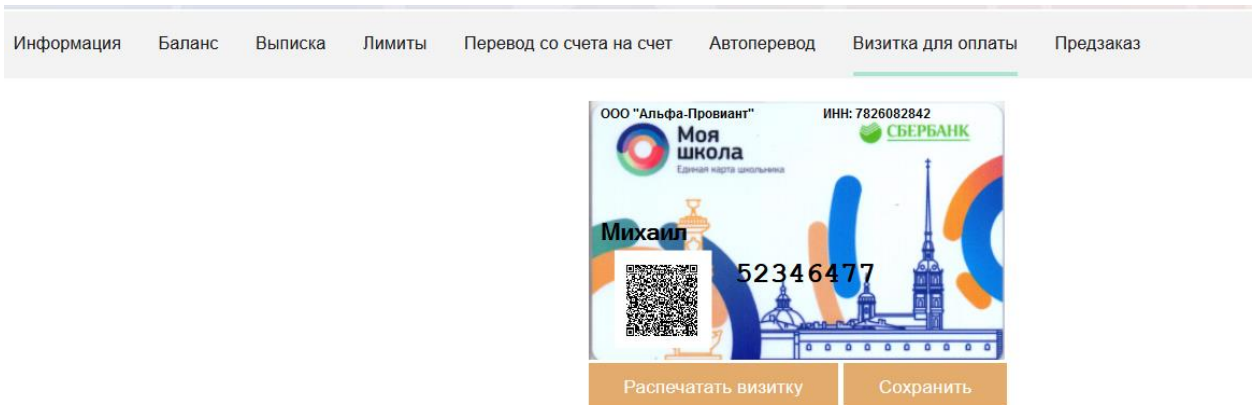 Информация Баланс Выписка Лимиты Перевод со счета на счет Автоперевод Визитка для оплаты Предзаказ
ООО "Альфа-Провиант" ИНН: 7826082842
Моя
школа
Единая карта школьника
СБЕРБАНК
Михаил
52346477
Распечатать визитку Сохранить